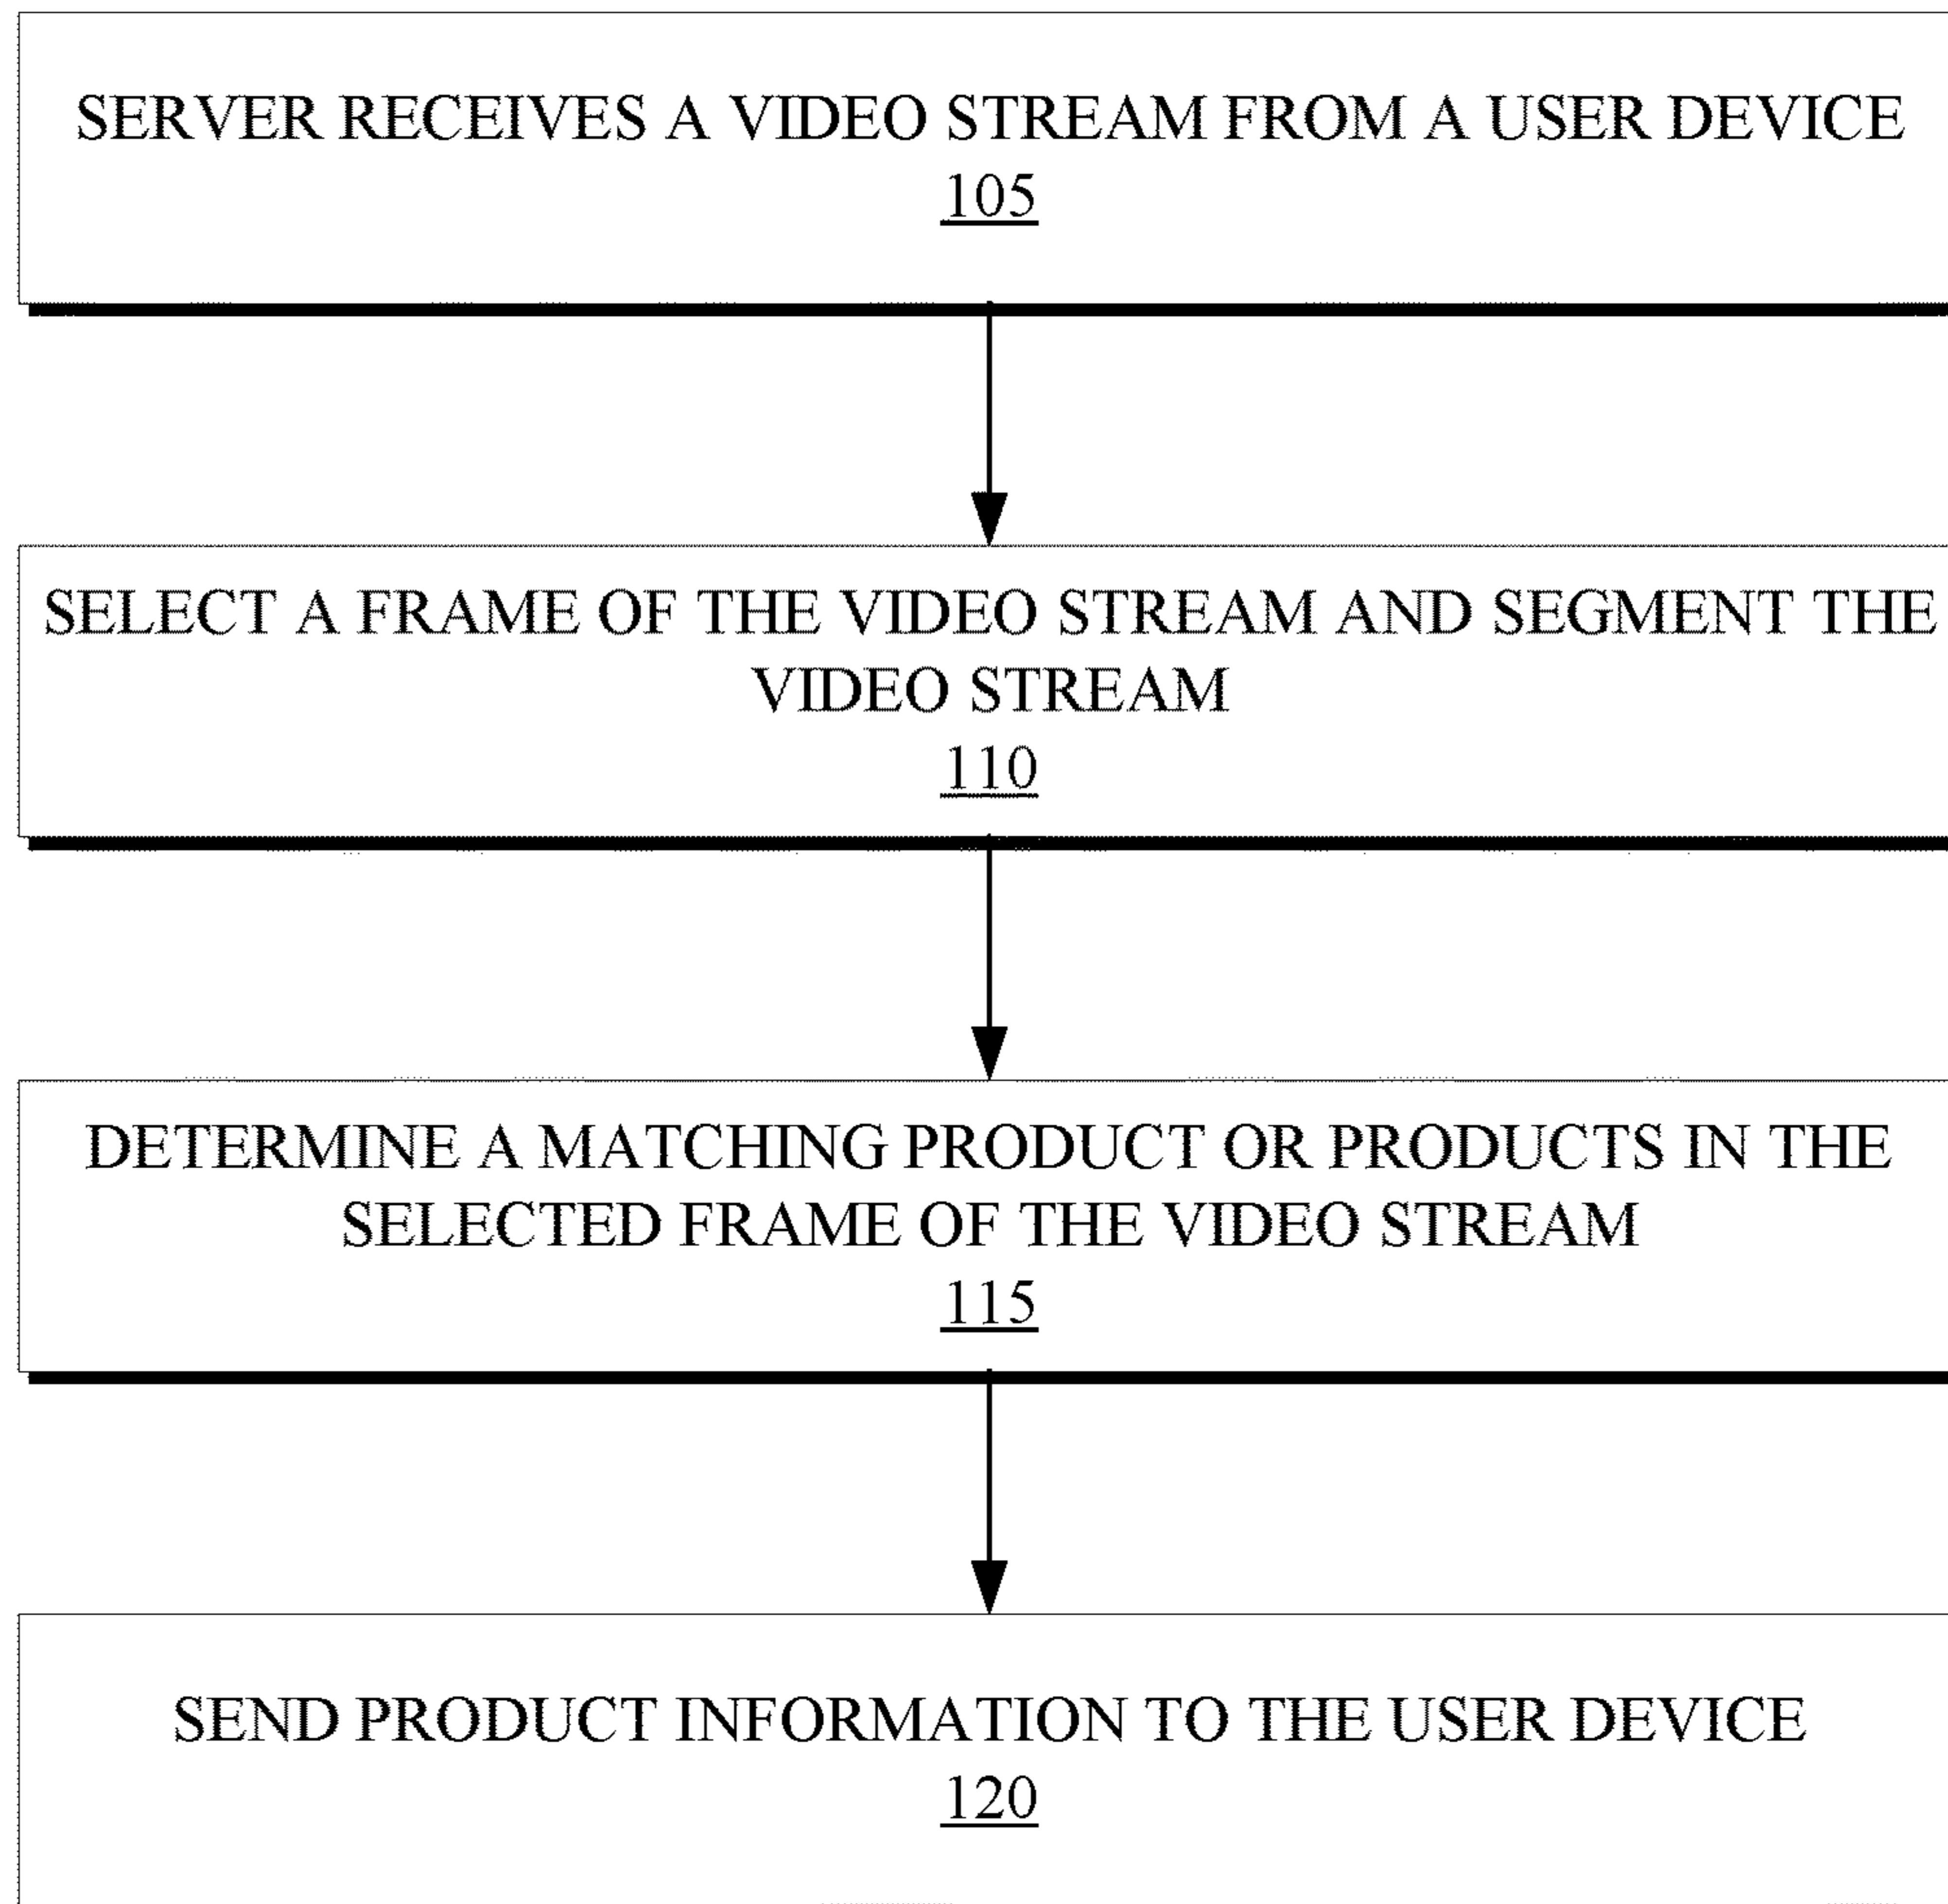 SERVER RECEIVES A VIDEO STREAM FROM A USER DEVICE
105
SELECT A FRAME OF THE VIDEO STREAM AND SEGMENT THE
VIDEO STREAM
110
DETERMINE A MATCHING PRODUCT OR PRODUCTS IN THE
SELECTED FRAME OF THE VIDEO STREAM
115
SEND PRODUCT INFORMATION TO THE USER DEVICE
120